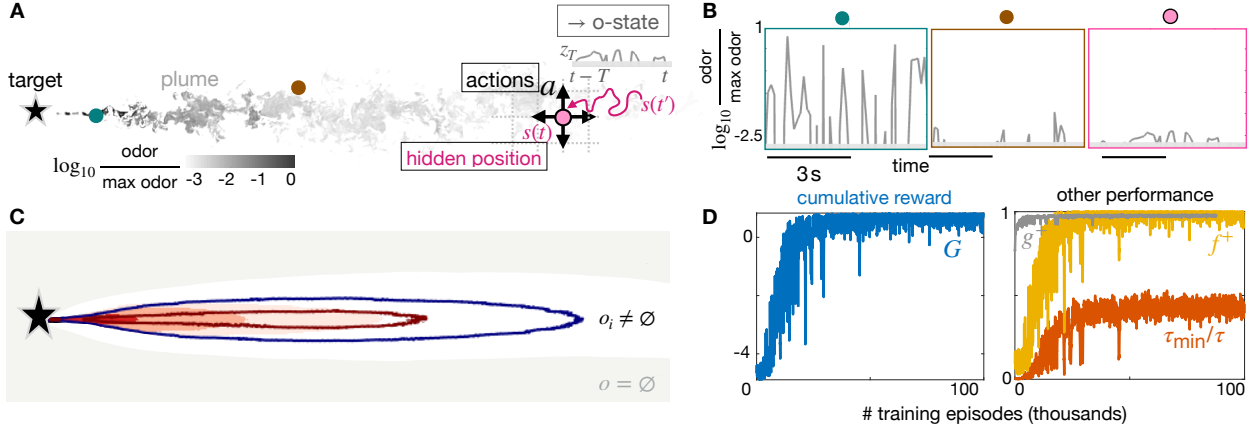 A
target
plume
log₁₀ odor / max odor
-3 -2 -1 0
→ o-state
z_T
t − T
t
actions
a
s(t)
s(t′)
hidden position
B
log₁₀ odor / max odor
1
-2.5
3 s
time
C
o_i ≠ ∅
o = ∅
D
cumulative reward
0
-4
G
0
100
other performance
1
0
g⁺
f⁺
τ_min/τ
0
100
# training episodes (thousands)